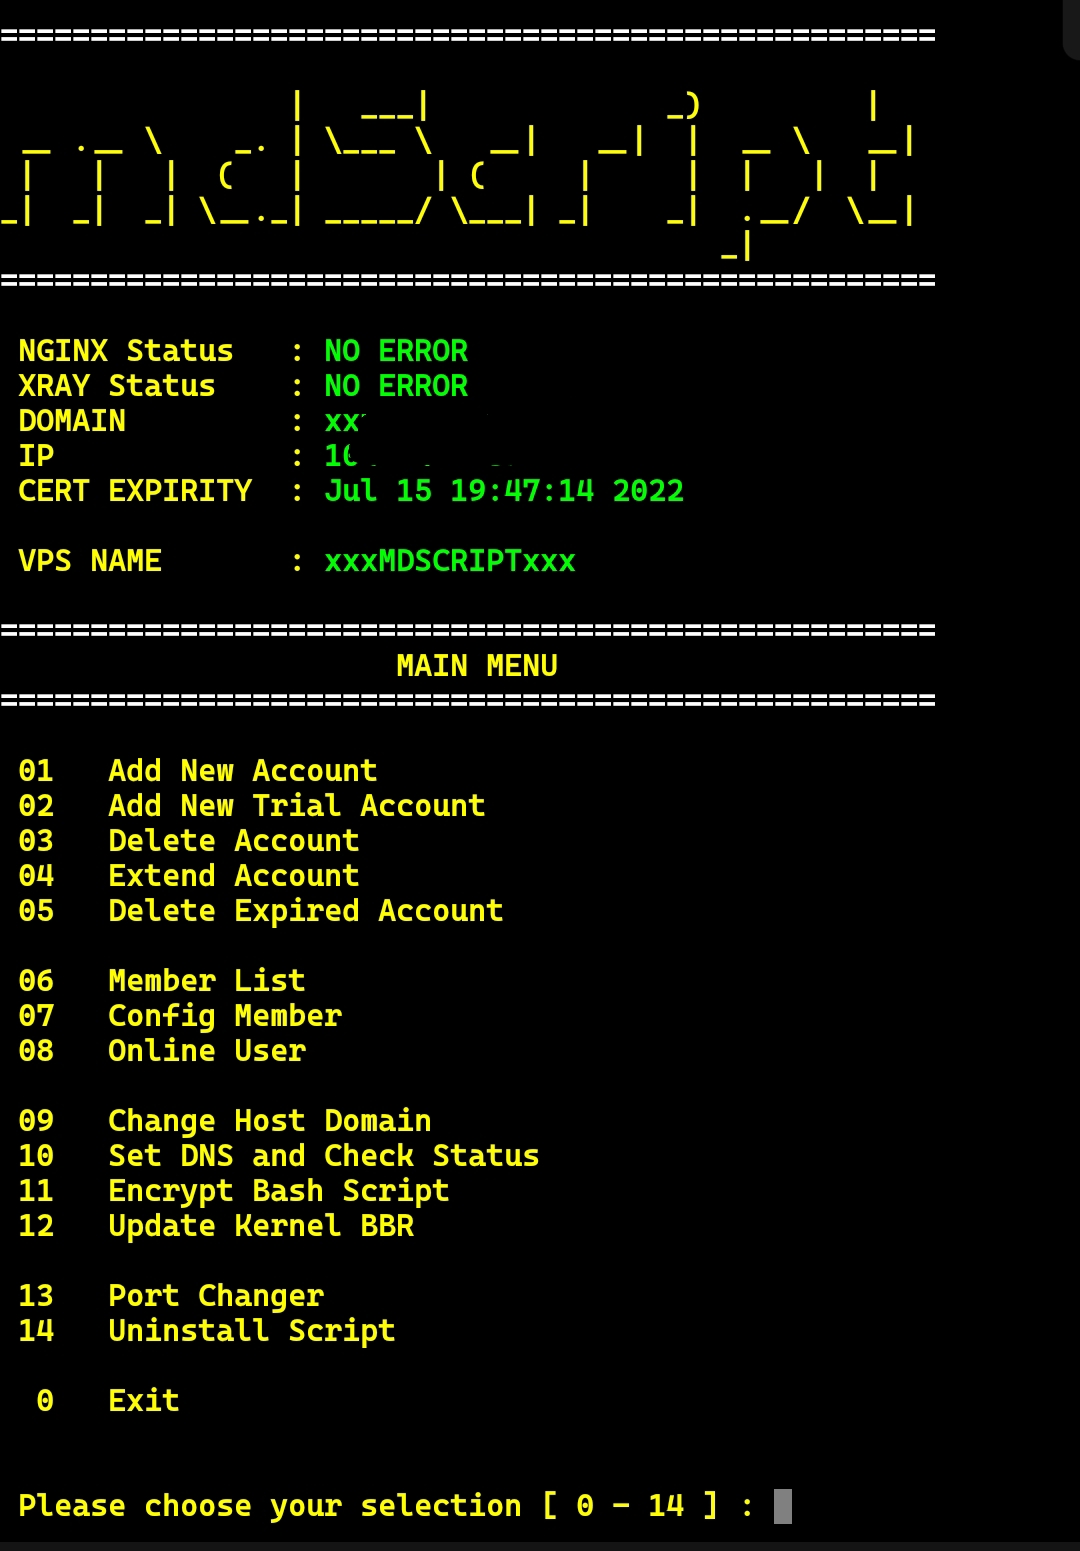 mdScript
NGINX Status : NO ERROR
XRAY Status : NO ERROR
DOMAIN :
IP :
CERT EXPIRITY : Jul 15 19:47:14 2022
VPS NAME : xxxMDSCRIPTxxx
MAIN MENU
01 Add New Account
02 Add New Trial Account
03 Delete Account
04 Extend Account
05 Delete Expired Account
06 Member List
07 Config Member
08 Online User
09 Change Host Domain
10 Set DNS and Check Status
11 Encrypt Bash Script
12 Update Kernel BBR
13 Port Changer
14 Uninstall Script
0 Exit
Please choose your selection [ 0 - 14 ] :